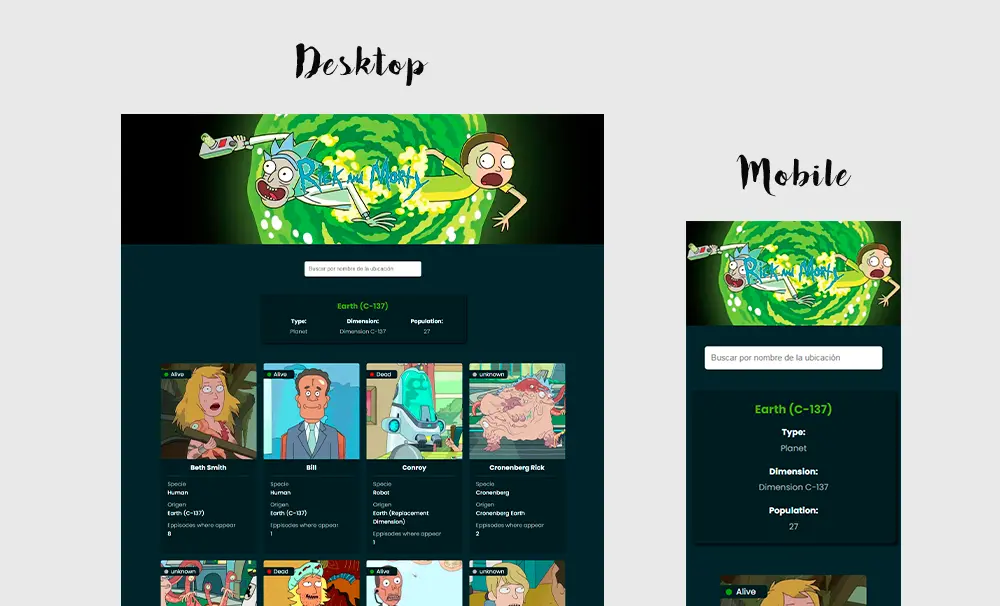 Desktop
Rick and Morty
Buscar por nombre de la ubicación
Earth (C-137)
Type: Dimension: Population:
Planet Dimension C-137 27
Alive Alive Dead unknown
Beth Smith Bill Conroy Cronenberg Rick
Specie Specie Specie Specie
Human Human Robot Cronenberg
Origen Origen Origen Origen
Earth (C-137) Earth (C-137) Earth (Replacement Dimension) Cronenberg Earth
Eppisodes where appear Eppisodes where appear Eppisodes where appear Eppisodes where appear
8 1 1 2
unknown Dead Alive unknown
Mobile
Rick and Morty
Buscar por nombre de la ubicación
Earth (C-137)
Type:
Planet
Dimension:
Dimension C-137
Population:
27
Alive